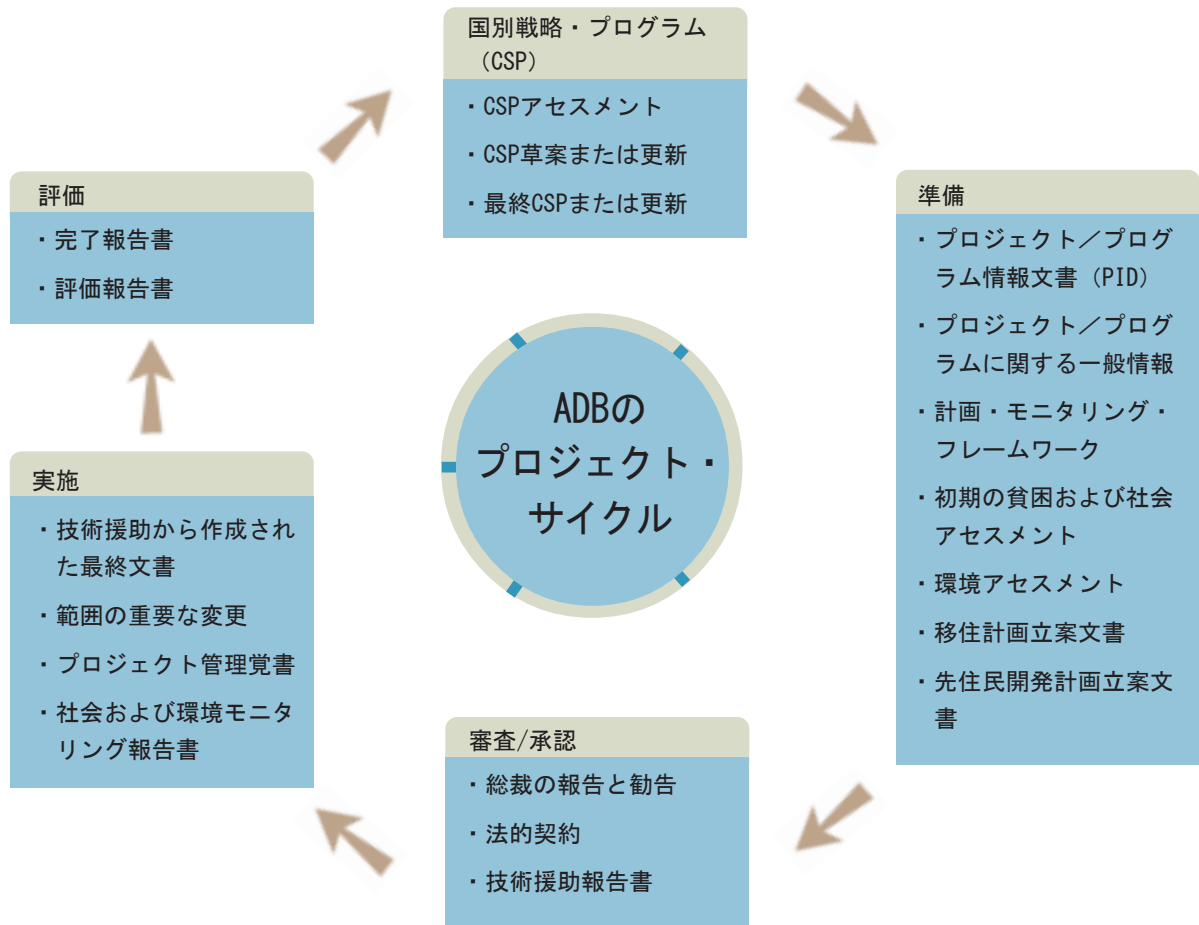 国別戦略・プログラム
（CSP）
・CSPアセスメント
・CSP草案または更新
・最終CSPまたは更新
準備
・プロジェクト／プログ
ラム情報文書（PID）
・プロジェクト／プログ
ラムに関する一般情報
・計画・モニタリング・
フレームワーク
・初期の貧困および社会
アセスメント
・環境アセスメント
・移住計画立案文書
・先住民開発計画立案文
書
審査/承認
・総裁の報告と勧告
・法的契約
・技術援助報告書
実施
・技術援助から作成され
た最終文書
・範囲の重要な変更
・プロジェクト管理覚書
・社会および環境モニタ
リング報告書
評価
・完了報告書
・評価報告書
ADBの
プロジェクト・
サイクル